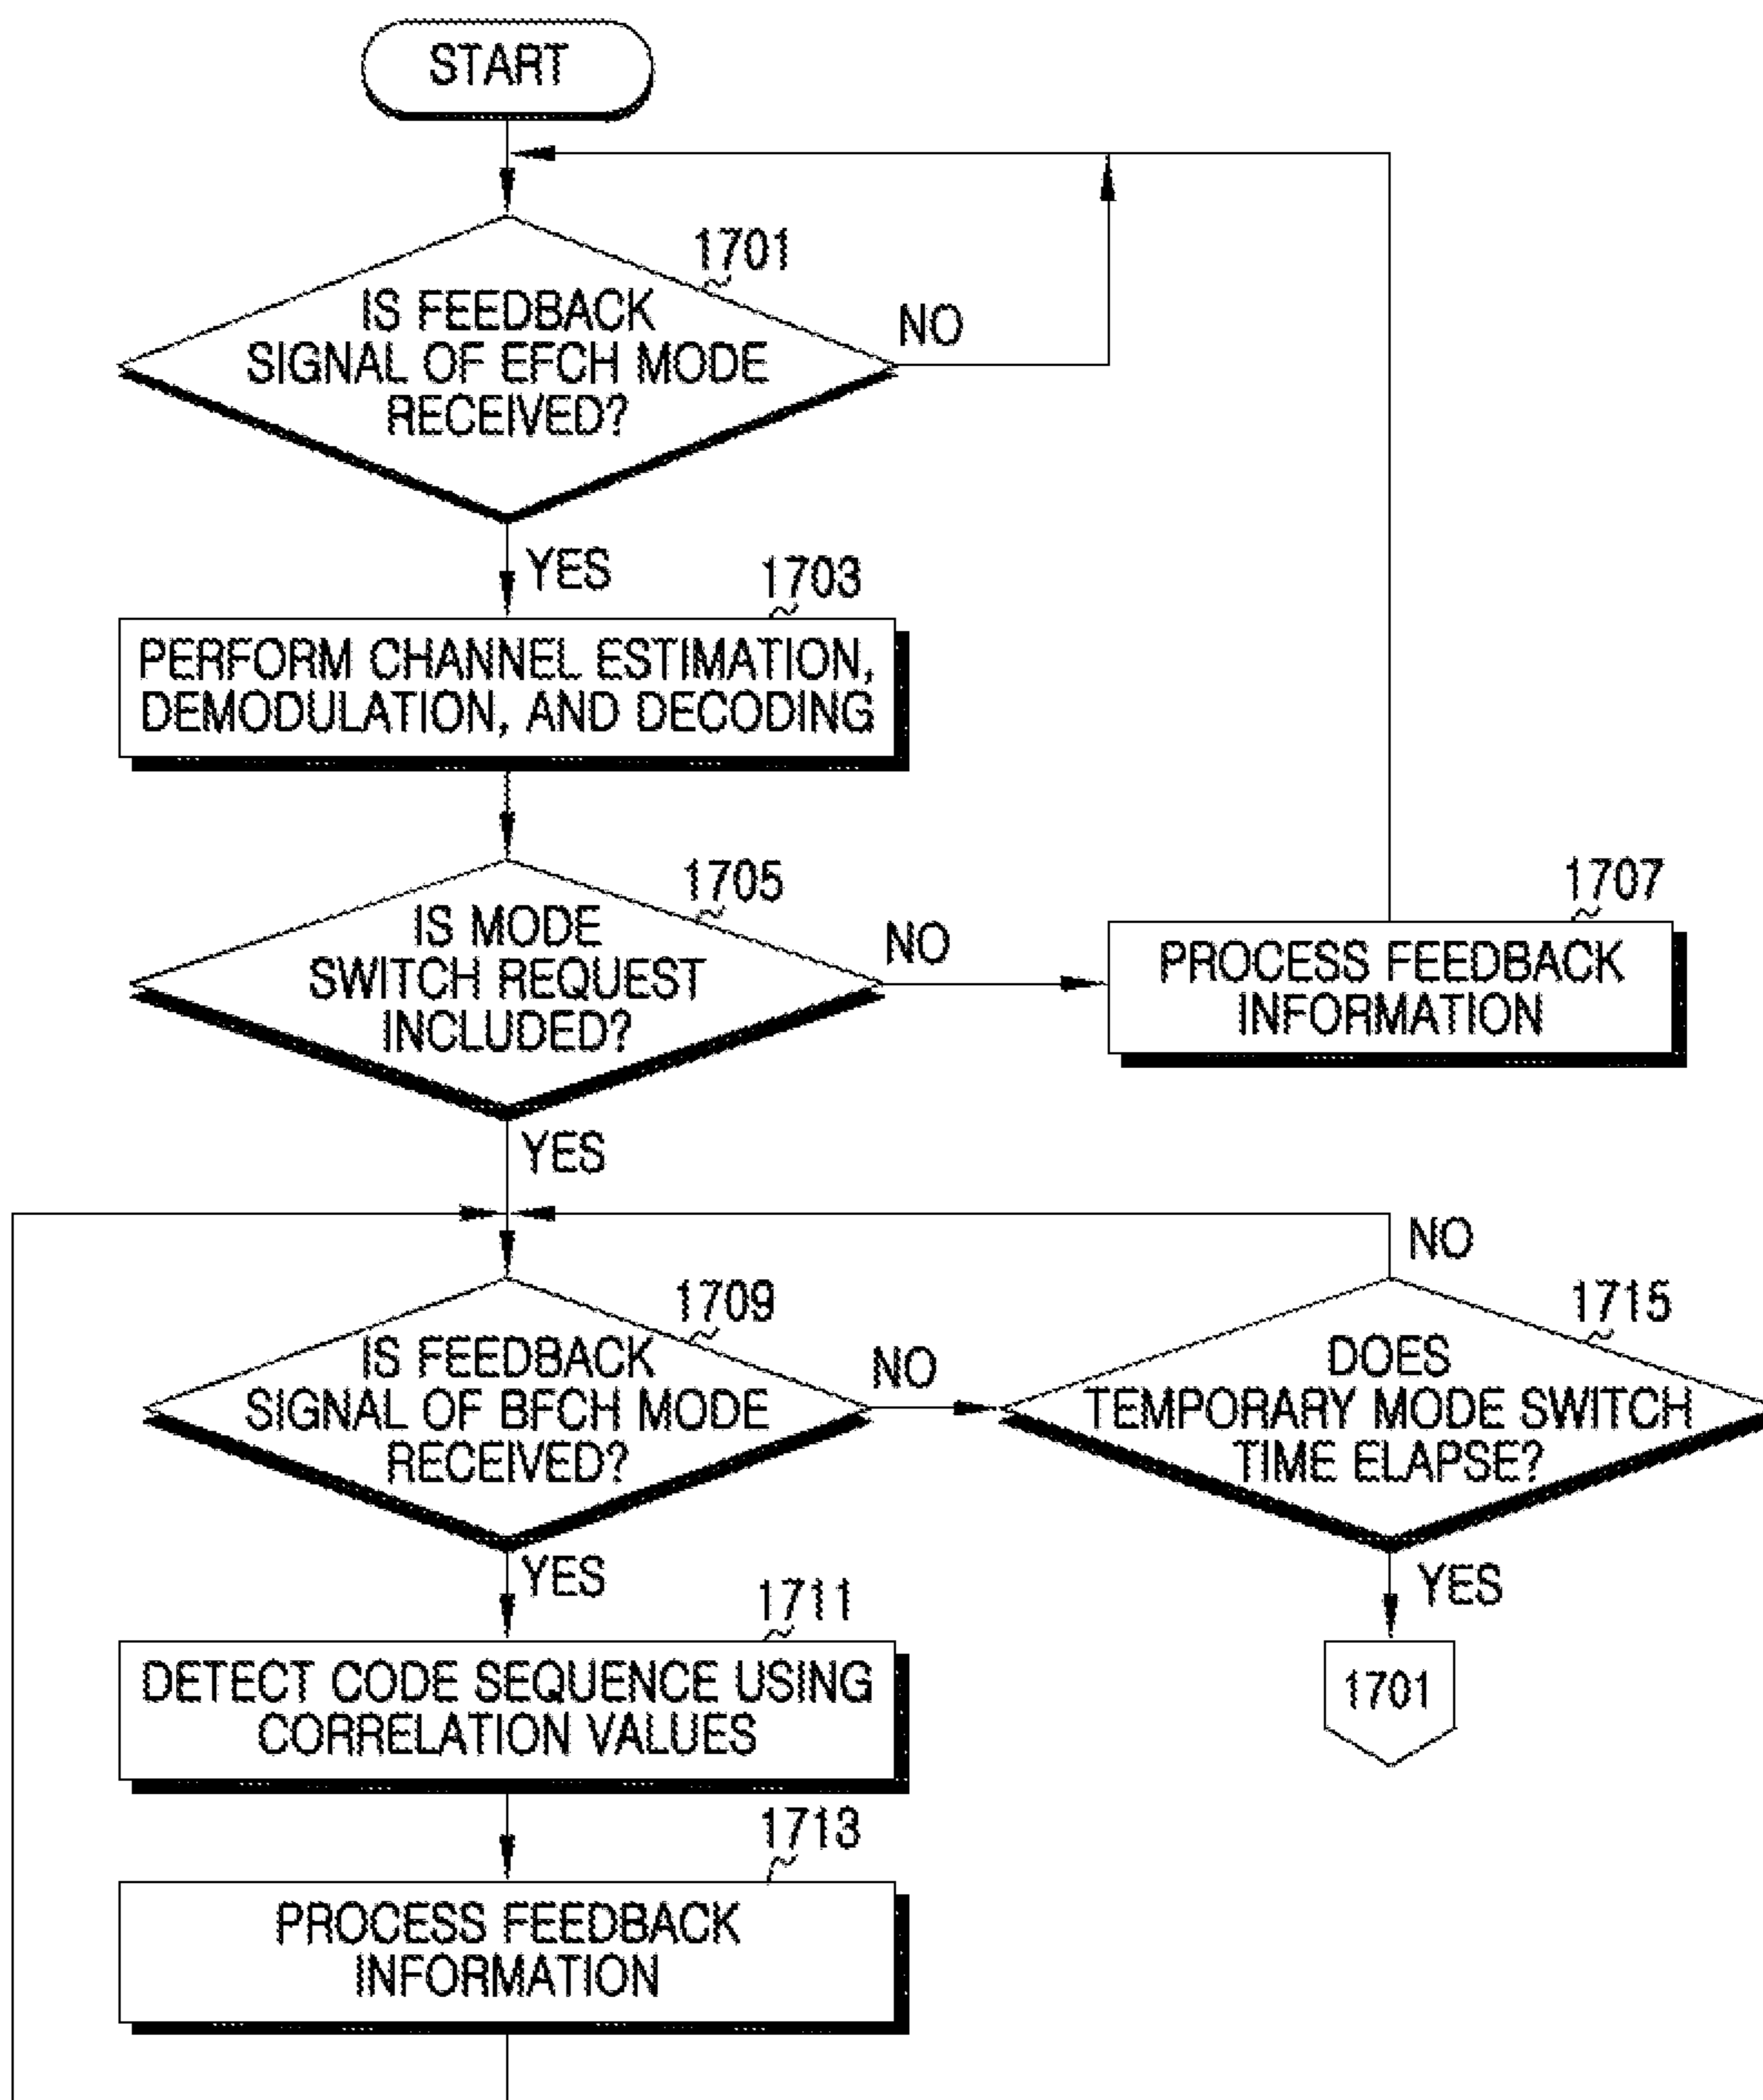 START
1701
IS FEEDBACK
SIGNAL OF EFCH MODE
RECEIVED?
NO
YES
1703
PERFORM CHANNEL ESTIMATION,
DEMODULATION, AND DECODING
1705
IS MODE
SWITCH REQUEST
INCLUDED?
NO
1707
PROCESS FEEDBACK
INFORMATION
YES
1709
IS FEEDBACK
SIGNAL OF BFCH MODE
RECEIVED?
NO
NO
1715
DOES
TEMPORARY MODE SWITCH
TIME ELAPSE?
YES
YES
1701
1711
DETECT CODE SEQUENCE USING
CORRELATION VALUES
1713
PROCESS FEEDBACK
INFORMATION